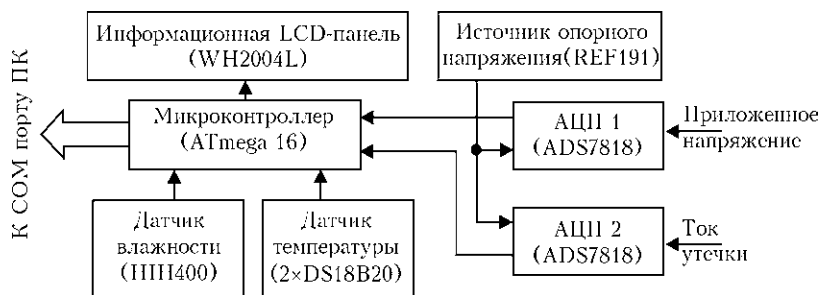 Информационная LCD-панель
(WH2004L)
Источник опорного
напряжения(REF191)
К COM порту ПК
Микроконтроллер
(ATmega 16)
АЦП 1
(ADS7818)
Приложенное
напряжение
Датчик
влажности
(HIH400)
Датчик
температуры
(2×DS18B20)
АЦП 2
(ADS7818)
Ток
утечки